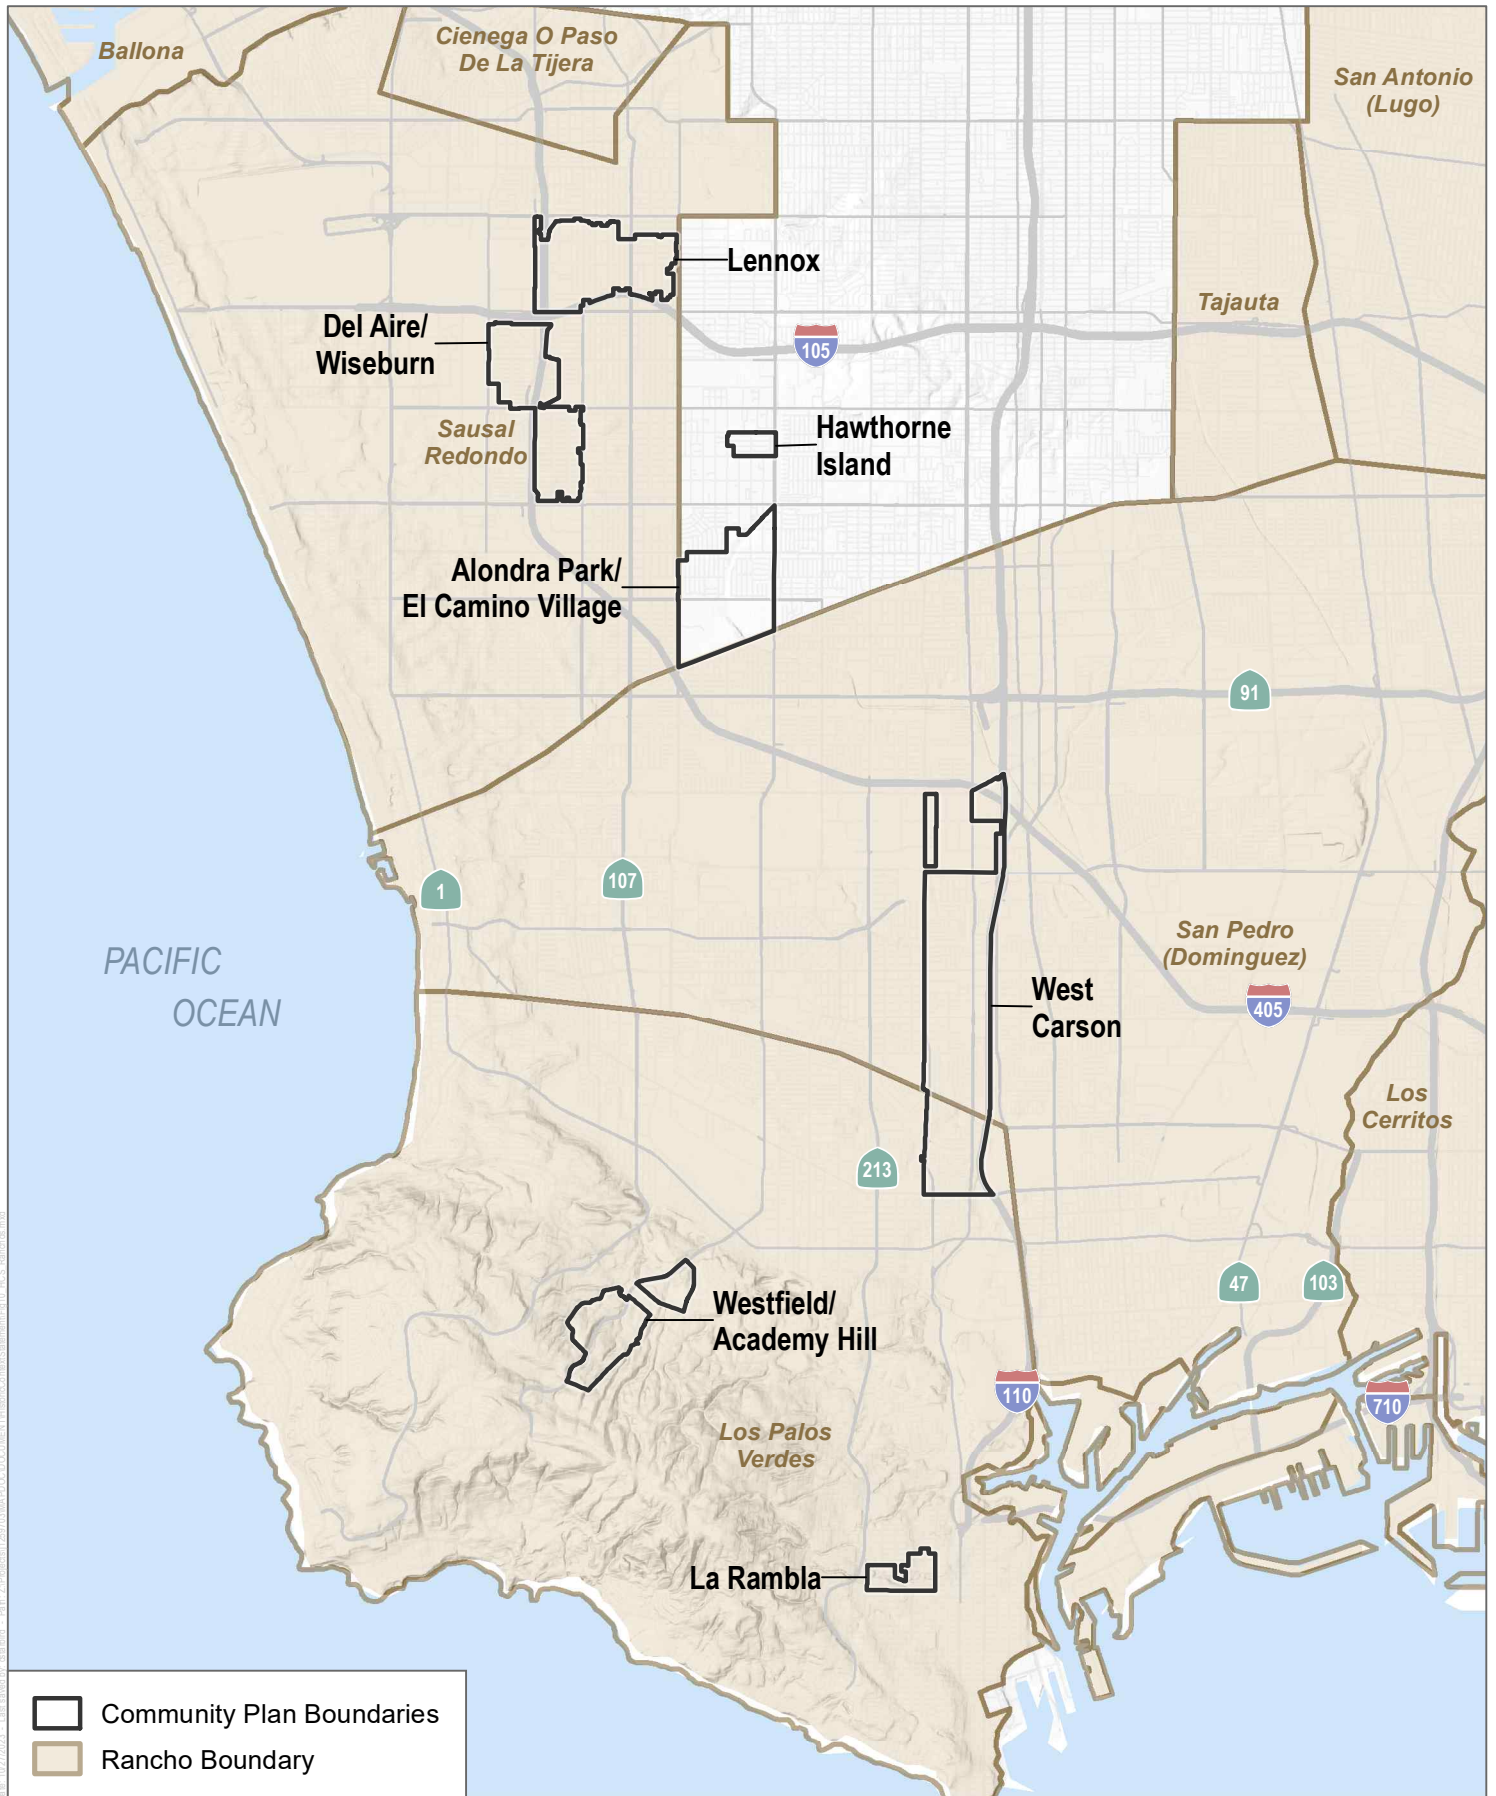 Ballona
Cienega O Paso
De La Tijera
San Antonio
(Lugo)
Lennox
Tajauta
Del Aire/
Wiseburn
105
Sausal
Redondo
Hawthorne
Island
Alondra Park/
El Camino Village
91
1
107
PACIFIC
OCEAN
San Pedro
(Dominguez)
West
Carson
405
Los
Cerritos
213
47
103
Westfield/
Academy Hill
110
710
Los Palos
Verdes
La Rambla
Community Plan Boundaries
Rancho Boundary